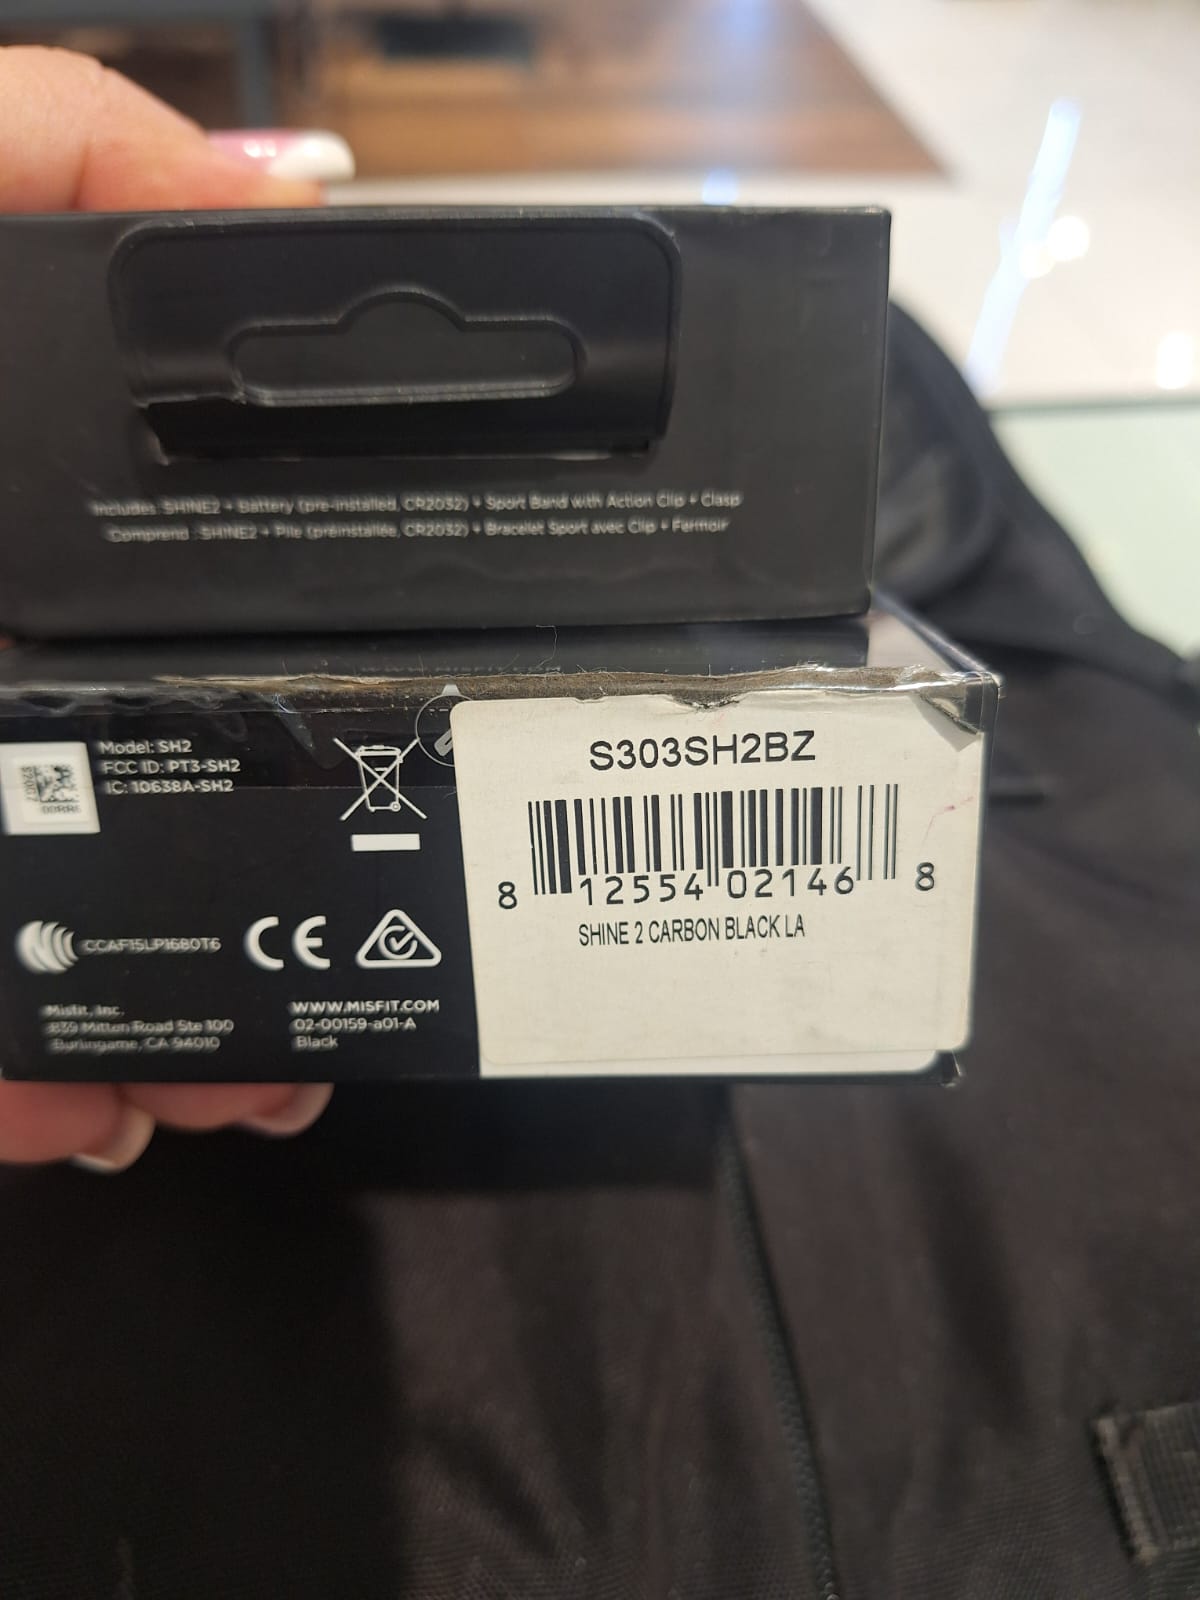 Includes: SHINE2 + Battery (pre-installed, CR2032) + Sport Band with Action Clip + Clasp
Comprend : SHINE2 + Pile (préinstallée, CR2032) + Bracelet Sport avec Clip + Fermoir
WWW.MISFIT.COM
Model: SH2
FCC ID: PT3-SH2
IC: 10638A-SH2
S303SH2BZ
8 12554 02146 8
SHINE 2 CARBON BLACK LA
CCAF15LP1680T6
CE
Misfit, Inc.
839 Mitten Road Ste 100
Burlingame, CA 94010
WWW.MISFIT.COM
02-00159-a01-A
Black